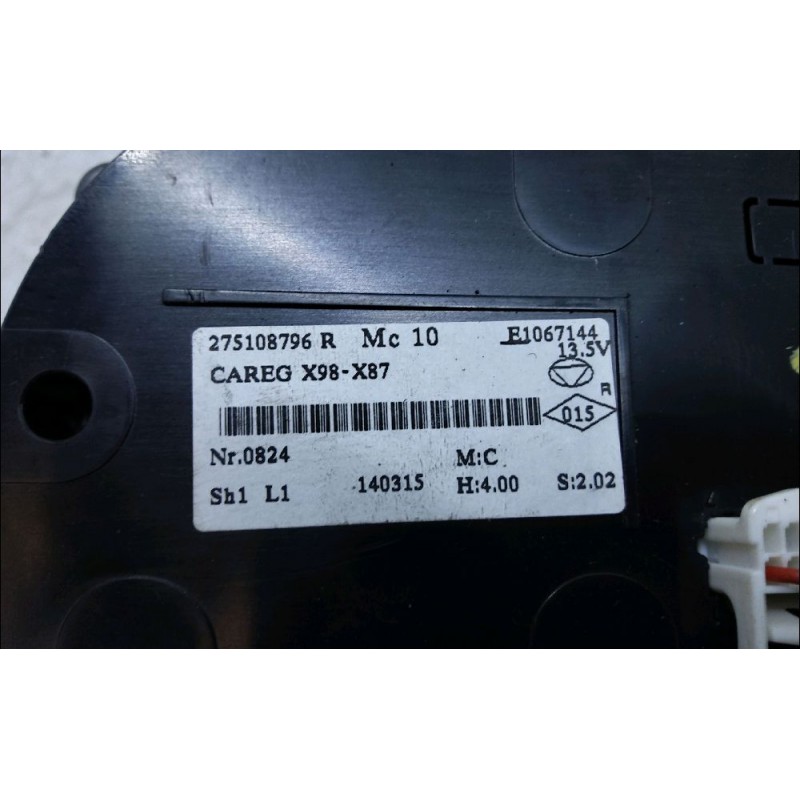 275108796 R Mc 10 E1067144
13.5V
CAREG X98-X87
R
015
Nr.0824 M:C
Sh1 L1 140315 H:4.00 S:2.02